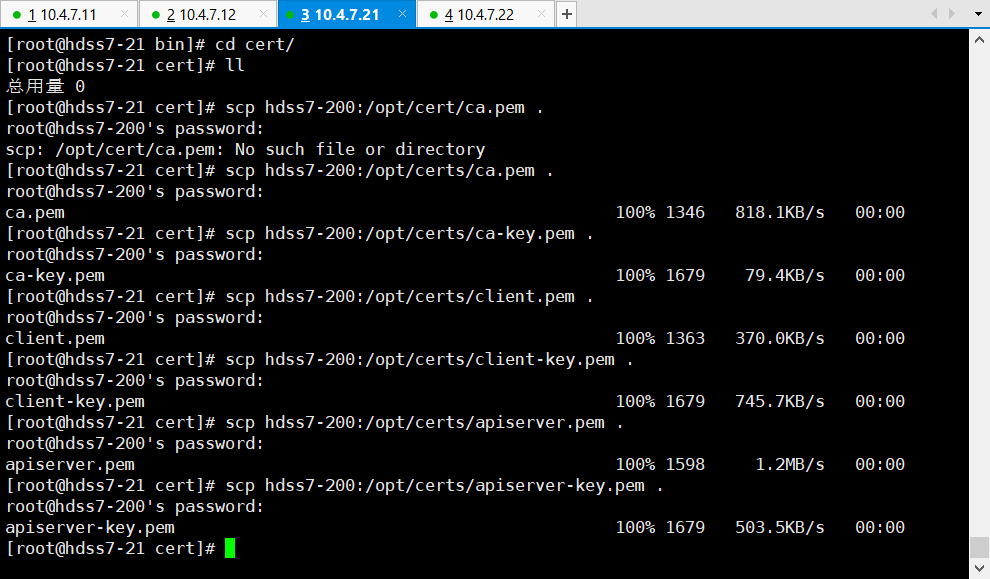 1 10.4.7.11 × 2 10.4.7.12 × 3 10.4.7.21 × 4 10.4.7.22 × +
[root@hdss7-21 bin]# cd cert/
[root@hdss7-21 cert]# ll
总用量 0
[root@hdss7-21 cert]# scp hdss7-200:/opt/cert/ca.pem .
root@hdss7-200's password:
scp: /opt/cert/ca.pem: No such file or directory
[root@hdss7-21 cert]# scp hdss7-200:/opt/certs/ca.pem .
root@hdss7-200's password:
ca.pem 100% 1346 818.1KB/s 00:00
[root@hdss7-21 cert]# scp hdss7-200:/opt/certs/ca-key.pem .
root@hdss7-200's password:
ca-key.pem 100% 1679 79.4KB/s 00:00
[root@hdss7-21 cert]# scp hdss7-200:/opt/certs/client.pem .
root@hdss7-200's password:
client.pem 100% 1363 370.0KB/s 00:00
[root@hdss7-21 cert]# scp hdss7-200:/opt/certs/client-key.pem .
root@hdss7-200's password:
client-key.pem 100% 1679 745.7KB/s 00:00
[root@hdss7-21 cert]# scp hdss7-200:/opt/certs/apiserver.pem .
root@hdss7-200's password:
apiserver.pem 100% 1598 1.2MB/s 00:00
[root@hdss7-21 cert]# scp hdss7-200:/opt/certs/apiserver-key.pem .
root@hdss7-200's password:
apiserver-key.pem 100% 1679 503.5KB/s 00:00
[root@hdss7-21 cert]#